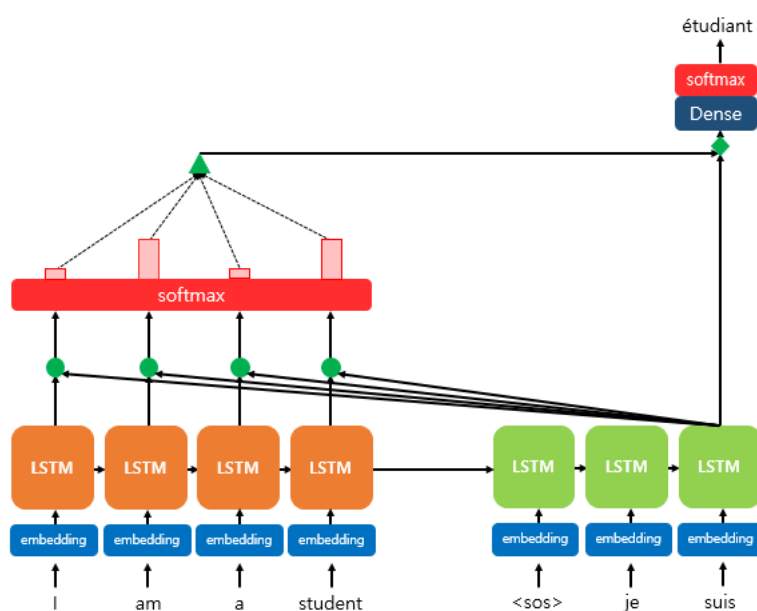 étudiant
softmax
Dense
softmax
LSTM LSTM LSTM LSTM LSTM LSTM LSTM
embedding embedding embedding embedding embedding embedding embedding
I am a student <sos> je suis